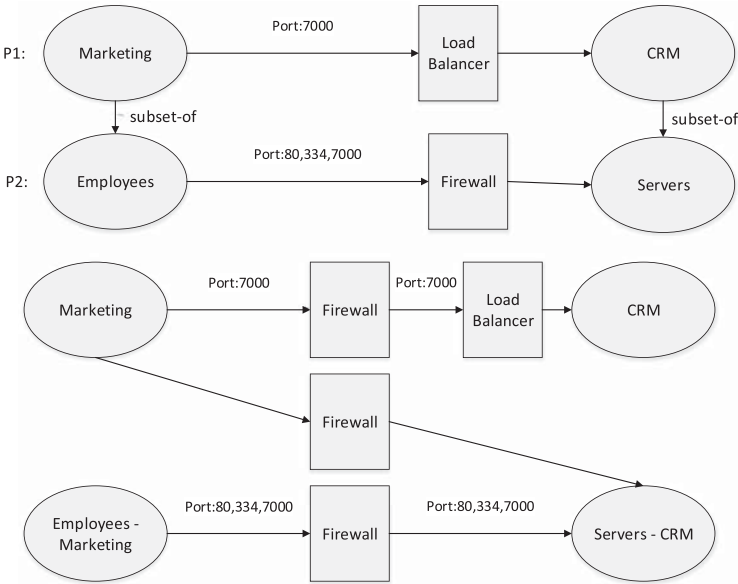 Port:7000
P1:
Marketing
Load
Balancer
CRM
subset-of
subset-of
Port:80,334,7000
P2:
Employees
Firewall
Servers
Port:7000
Port:7000
Marketing
Firewall
Load
Balancer
CRM
Firewall
Port:80,334,7000
Port:80,334,7000
Employees -
Marketing
Firewall
Servers - CRM